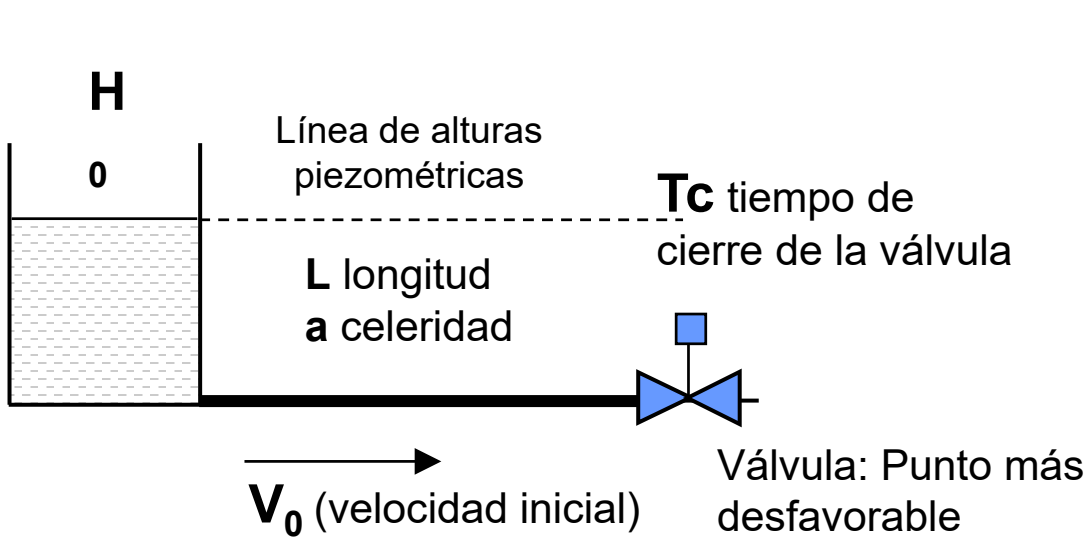 H
0
Línea de alturas
piezométricas
Tc tiempo de
cierre de la válvula
L longitud
a celeridad
V0 (velocidad inicial)
Válvula: Punto más
desfavorable